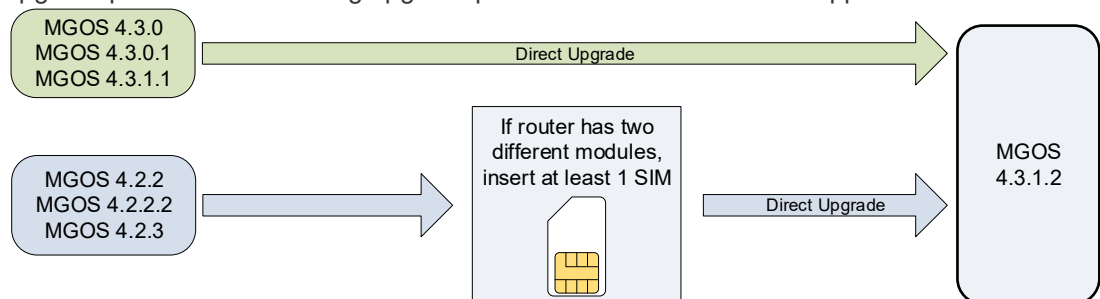 MGOS 4.3.0
MGOS 4.3.0.1
MGOS 4.3.1.1
Direct Upgrade
If router has two
different modules,
insert at least 1 SIM
MGOS 4.2.2
MGOS 4.2.2.2
MGOS 4.2.3
Direct Upgrade
MGOS
4.3.1.2